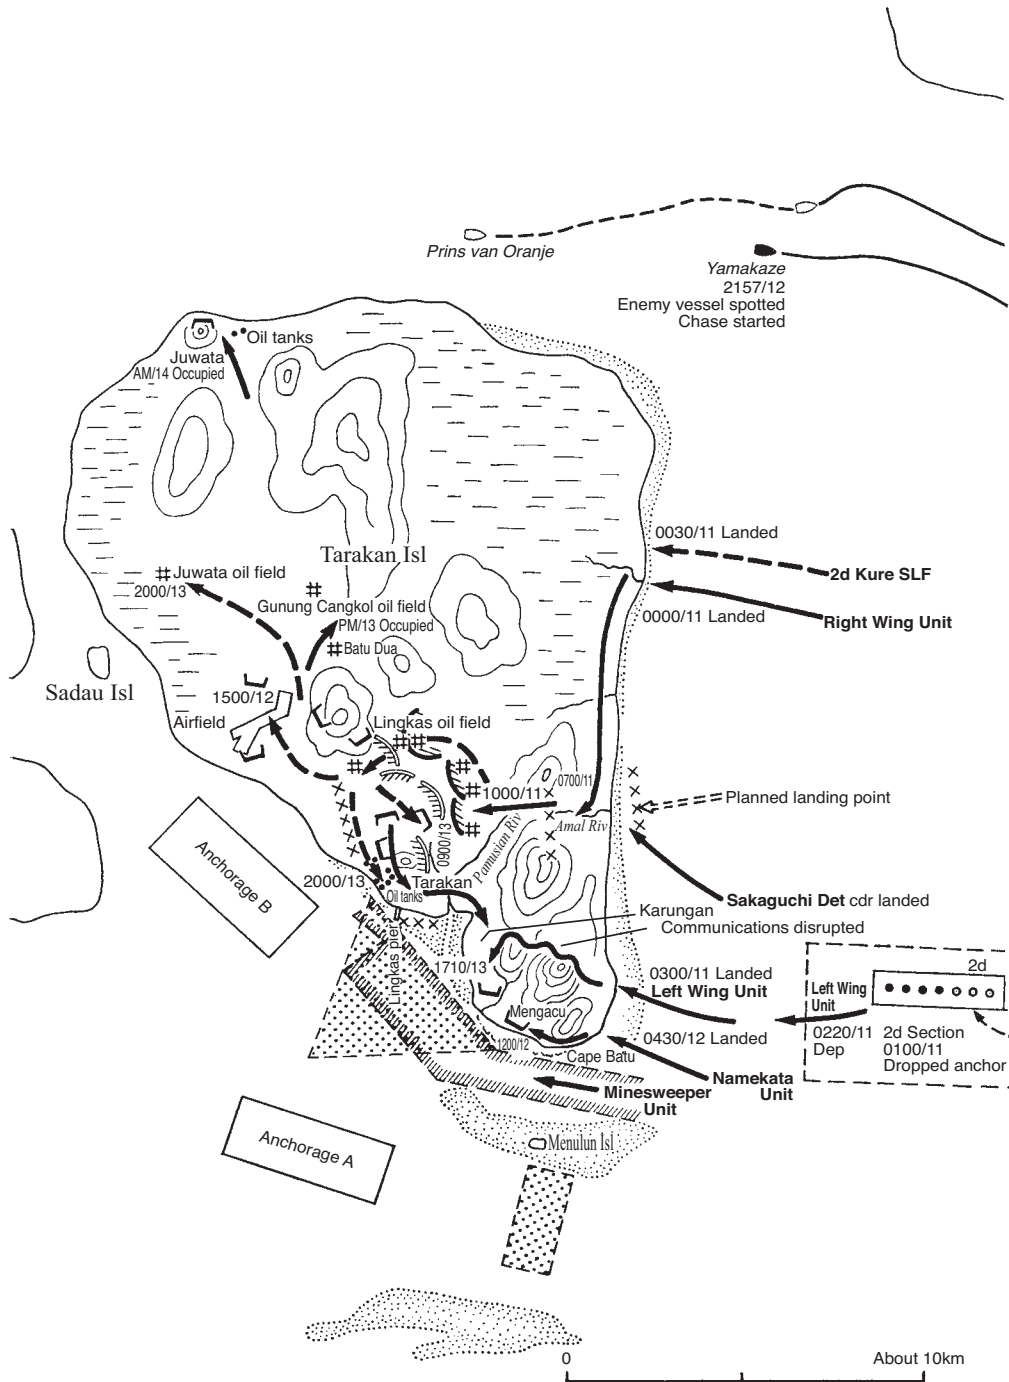 Prins van Oranje
Yamakaze
2157/12
Enemy vessel spotted
Chase started
Oil tanks
Juwata
AM/14 Occupied
Tarakan Isl
0030/11 Landed
2d Kure SLF
0000/11 Landed
Right Wing Unit
Juwata oil field
2000/13
Gunung Cangkol oil field
PM/13 Occupied
Batu Dua
Sadau Isl
1500/12
Airfield
Lingkas oil field
0700/11
1000/11
Planned landing point
Amal Riv
Pamusian Riv
0900/13
Anchorage B
2000/13
Tarakan
Oil tanks
Sakaguchi Det cdr landed
Karungan
Communications disrupted
Lingkas pier
1710/13
0300/11 Landed
Left Wing Unit
2d
Left Wing
Unit
0220/11
Dep
2d Section
0100/11
Dropped anchor
Mengacu
0430/12 Landed
1200/12
Cape Batu
Namekata
Unit
Minesweeper
Unit
Menulun Isl
Anchorage A
0
About 10km